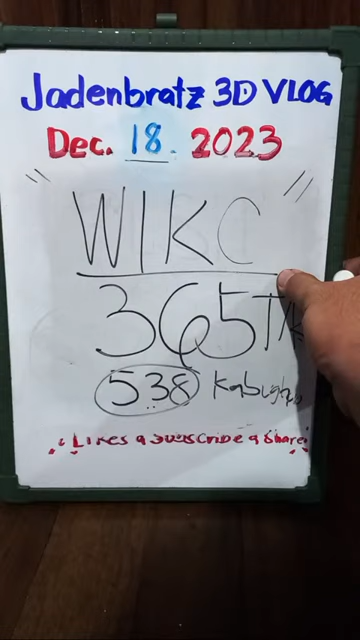 Jadenbratz 3D VLOG
Dec. 18. 2023
" WIKC "
365T
538
Likes & Subscribe & Share!